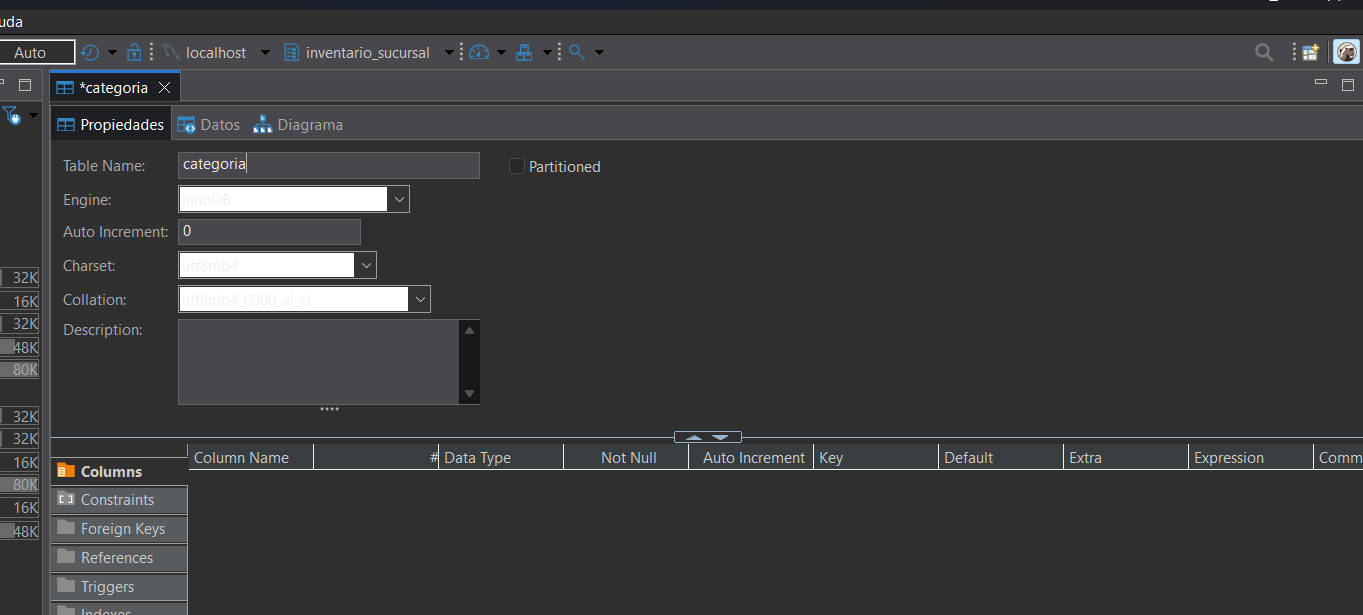 uda
Auto localhost inventario_sucursal
*categoria
Propiedades Datos Diagrama
Table Name: categoria Partitioned
Engine: InnoDB
Auto Increment: 0
Charset: utf8mb4
Collation: utf8mb4_0900_ai_ci
Description:
32K
16K
32K
48K
80K
32K
32K
16K
80K
16K
48K
Column Name # Data Type Not Null Auto Increment Key Default Extra Expression Comm
Columns
Constraints
Foreign Keys
References
Triggers
Indexes